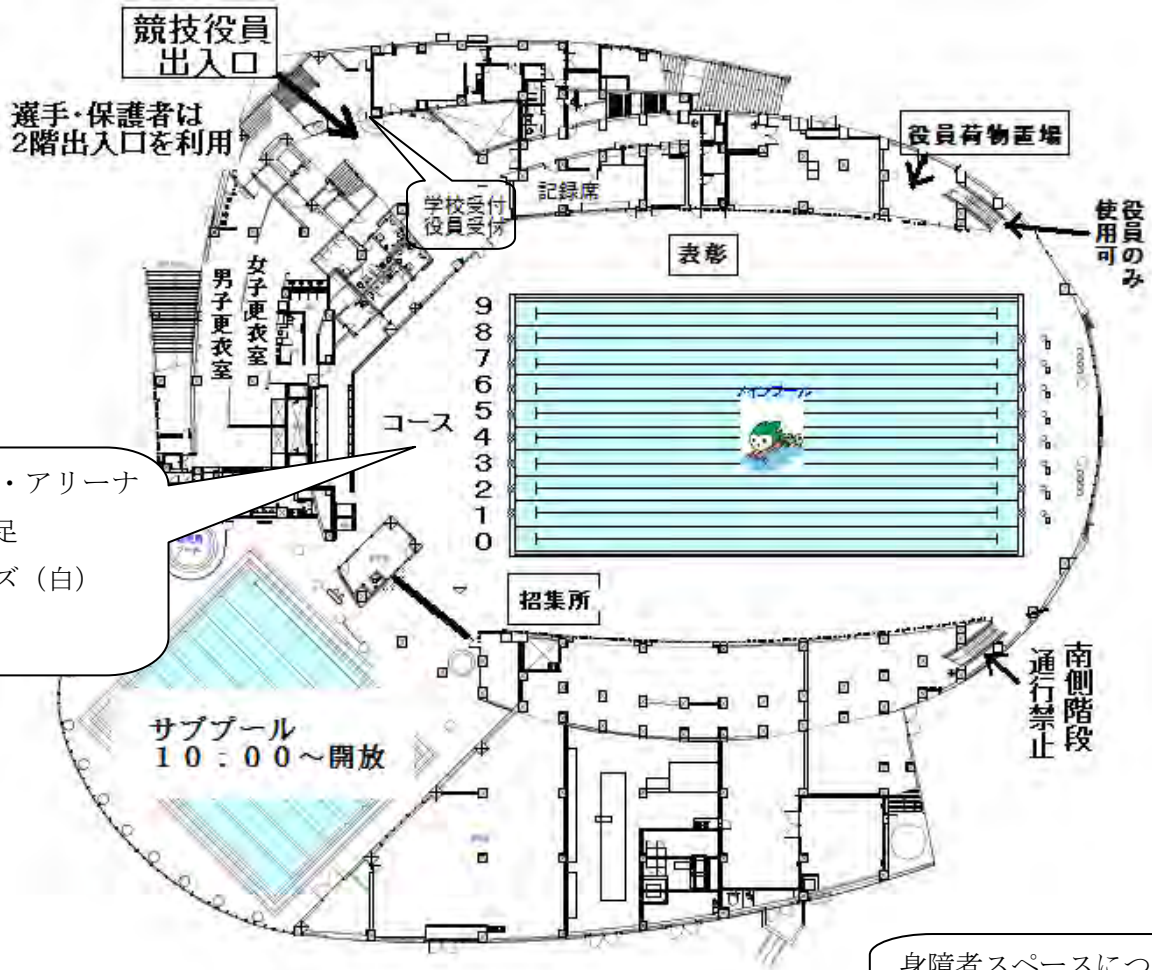 競技役員
出入口
選手・保護者は
2階出入口を利用
学校受付
役員受付
記録席
役員荷物置場
役員のみ
使用可
表彰
女子更衣室
男子更衣室
9
8
7
6
5
4
3
2
1
0
コース
メインプール
・アリーナ
足
ズ（白）
招集所
サブプール
10：00～開放
南側階段
通行禁止
身障者スペースにつ